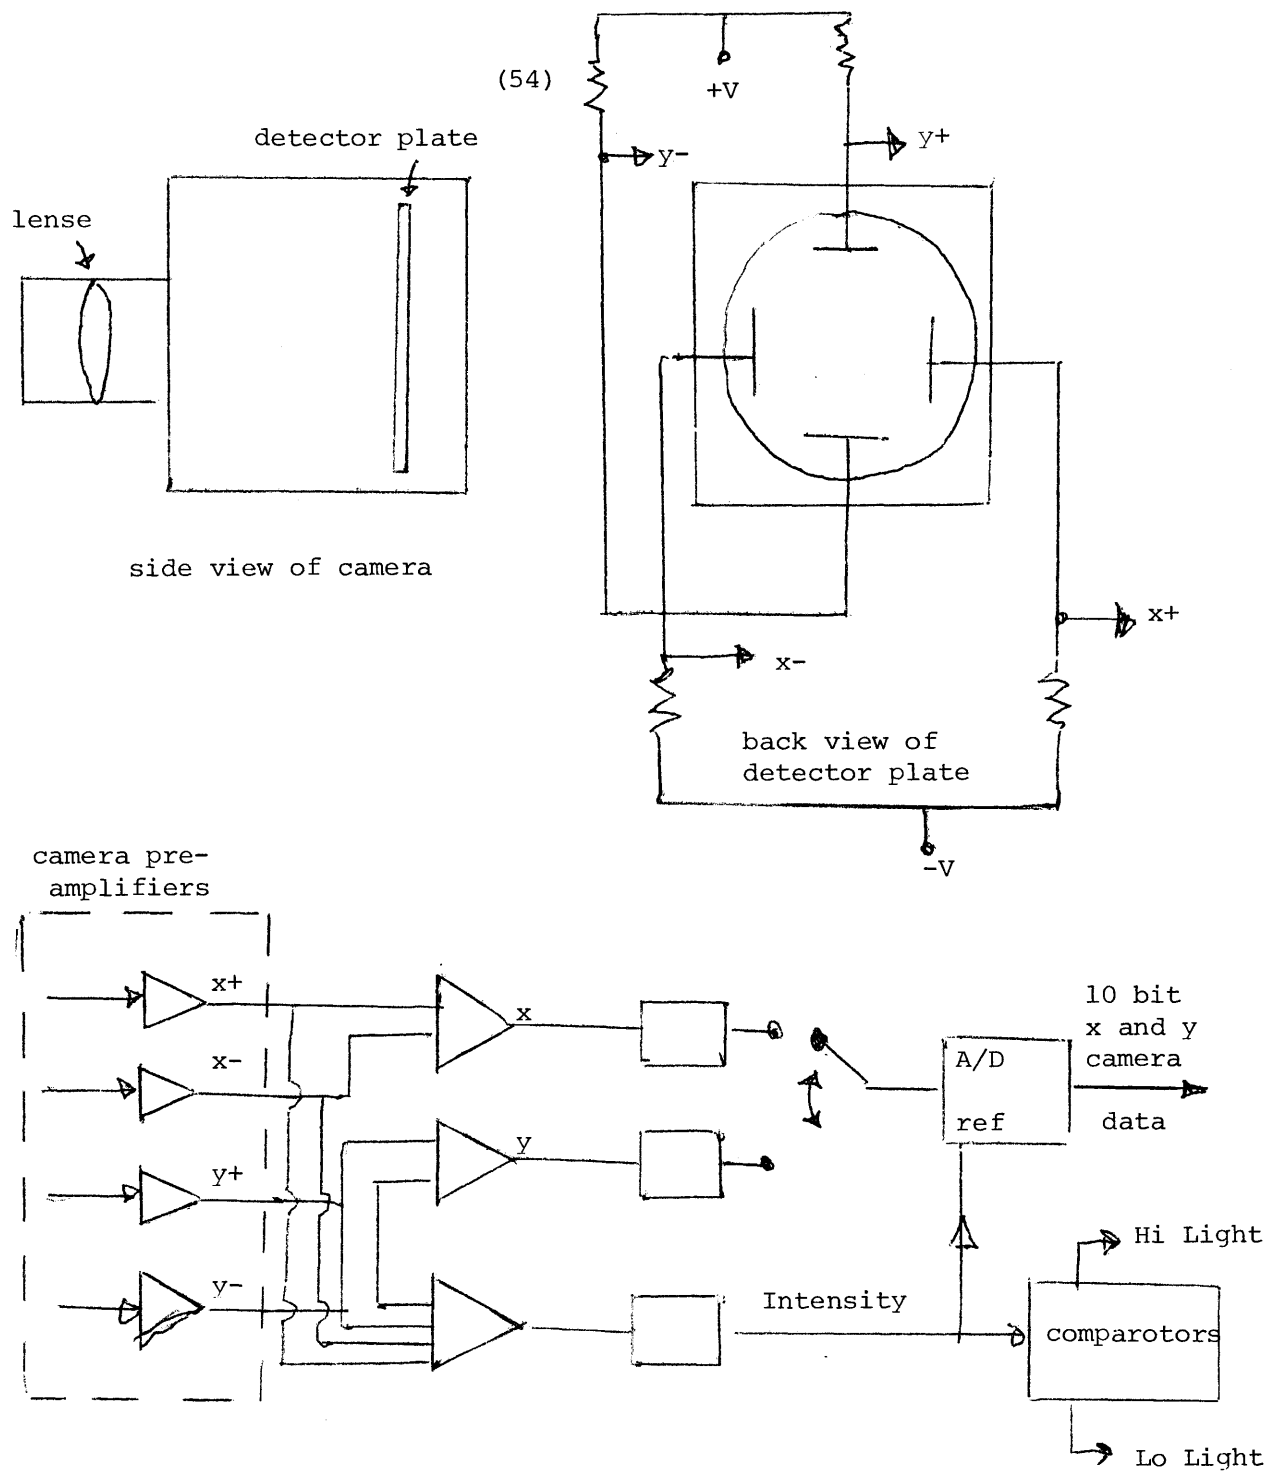 (54)
+V
detector plate
y-
y+
lense
side view of camera
x+
x-
back view of
detector plate
-V
camera pre-
amplifiers
x+
x
x-
y+
y
y-
A/D
ref
10 bit
x and y
camera
data
Intensity
Hi Light
comparotors
Lo Light